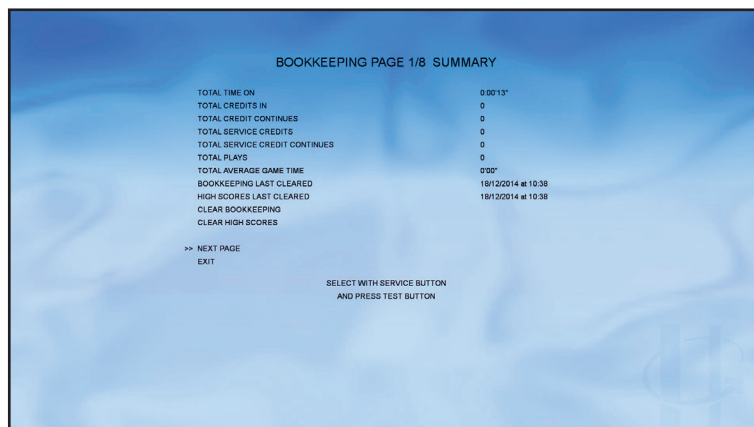 BOOKKEEPING PAGE 1/8 SUMMARY
TOTAL TIME ON 0:00'13"
TOTAL CREDITS IN 0
TOTAL CREDIT CONTINUES 0
TOTAL SERVICE CREDITS 0
TOTAL SERVICE CREDIT CONTINUES 0
TOTAL PLAYS 0
TOTAL AVERAGE GAME TIME 0'00"
BOOKKEEPING LAST CLEARED 18/12/2014 at 10:38
HIGH SCORES LAST CLEARED 18/12/2014 at 10:38
CLEAR BOOKKEEPING
CLEAR HIGH SCORES
>> NEXT PAGE
EXIT
SELECT WITH SERVICE BUTTON
AND PRESS TEST BUTTON